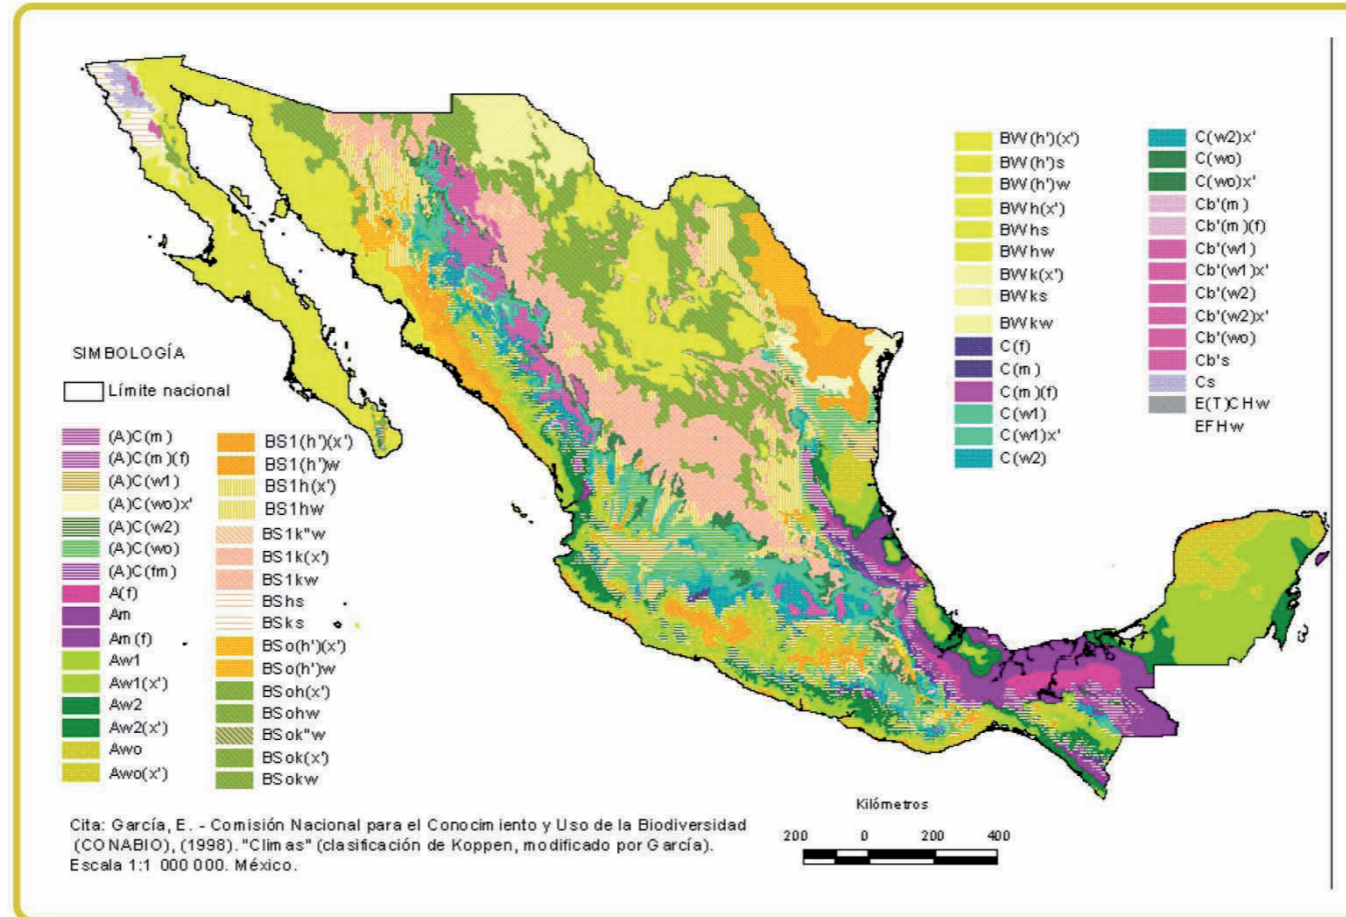 SIMBOLOGÍA
Límite nacional
(A)C(m)
(A)C(m)(f)
(A)C(w1)
(A)C(wo)x'
(A)C(w2)
(A)C(wo)
(A)C(fm)
A(f)
Am
Am(f)
Aw1
Aw1(x')
Aw2
Aw2(x')
Awo
Awo(x')
BS1(h')(x')
BS1(h')w
BS1h(x')
BS1hw
BS1k"w
BS1k(x')
BS1kw
BShs
BSks
BSo(h')(x')
BSo(h')w
BSoh(x')
BSohw
BSok"w
BSok(x')
BSokw
BW(h')(x')
BW(h')s
BW(h')w
BWh(x')
BWhs
BWhw
BWk(x')
BWks
BWkw
C(f)
C(m)
C(m)(f)
C(w1)
C(w1)x'
C(w2)
C(w2)x'
C(wo)
C(wo)x'
Cb'(m)
Cb'(m)(f)
Cb'(w1)
Cb'(w1)x'
Cb'(w2)
Cb'(w2)x'
Cb'(wo)
Cb's
Cs
E(T)CHw
EFHw
Kilómetros
200 0 200 400
Cita: García, E. - Comisión Nacional para el Conocimiento y Uso de la Biodiversidad
(CONABIO), (1998). "Climas" (clasificación de Koppen, modificado por García).
Escala 1:1 000 000. México.